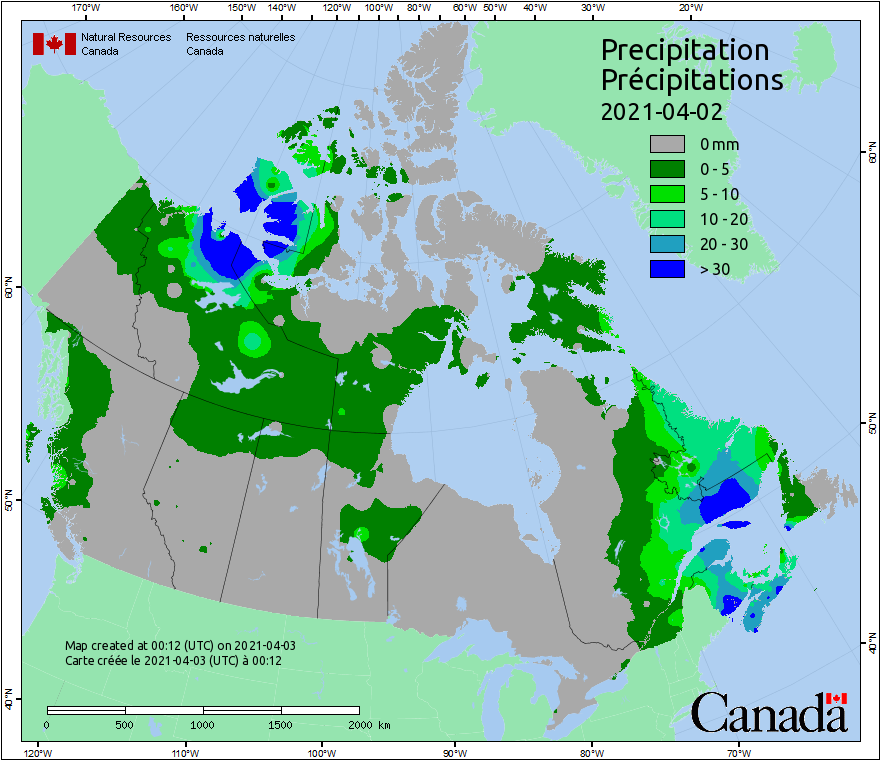 170°W 160°W 150°W 140°W 120°W 100°W 80°W 60°W 50°W 40°W 30°W 20°W
Natural Resources Ressources naturelles
Canada Canada
Precipitation
Précipitations
2021-04-02
0 mm
0 - 5
5 - 10
10 - 20
20 - 30
> 30
60°N
60°N
50°N
50°N
40°N
40°N
Map created at 00:12 (UTC) on 2021-04-03
Carte créée le 2021-04-03 (UTC) à 00:12
0 500 1000 1500 2000 km
Canada
120°W 110°W 100°W 90°W 80°W 70°W